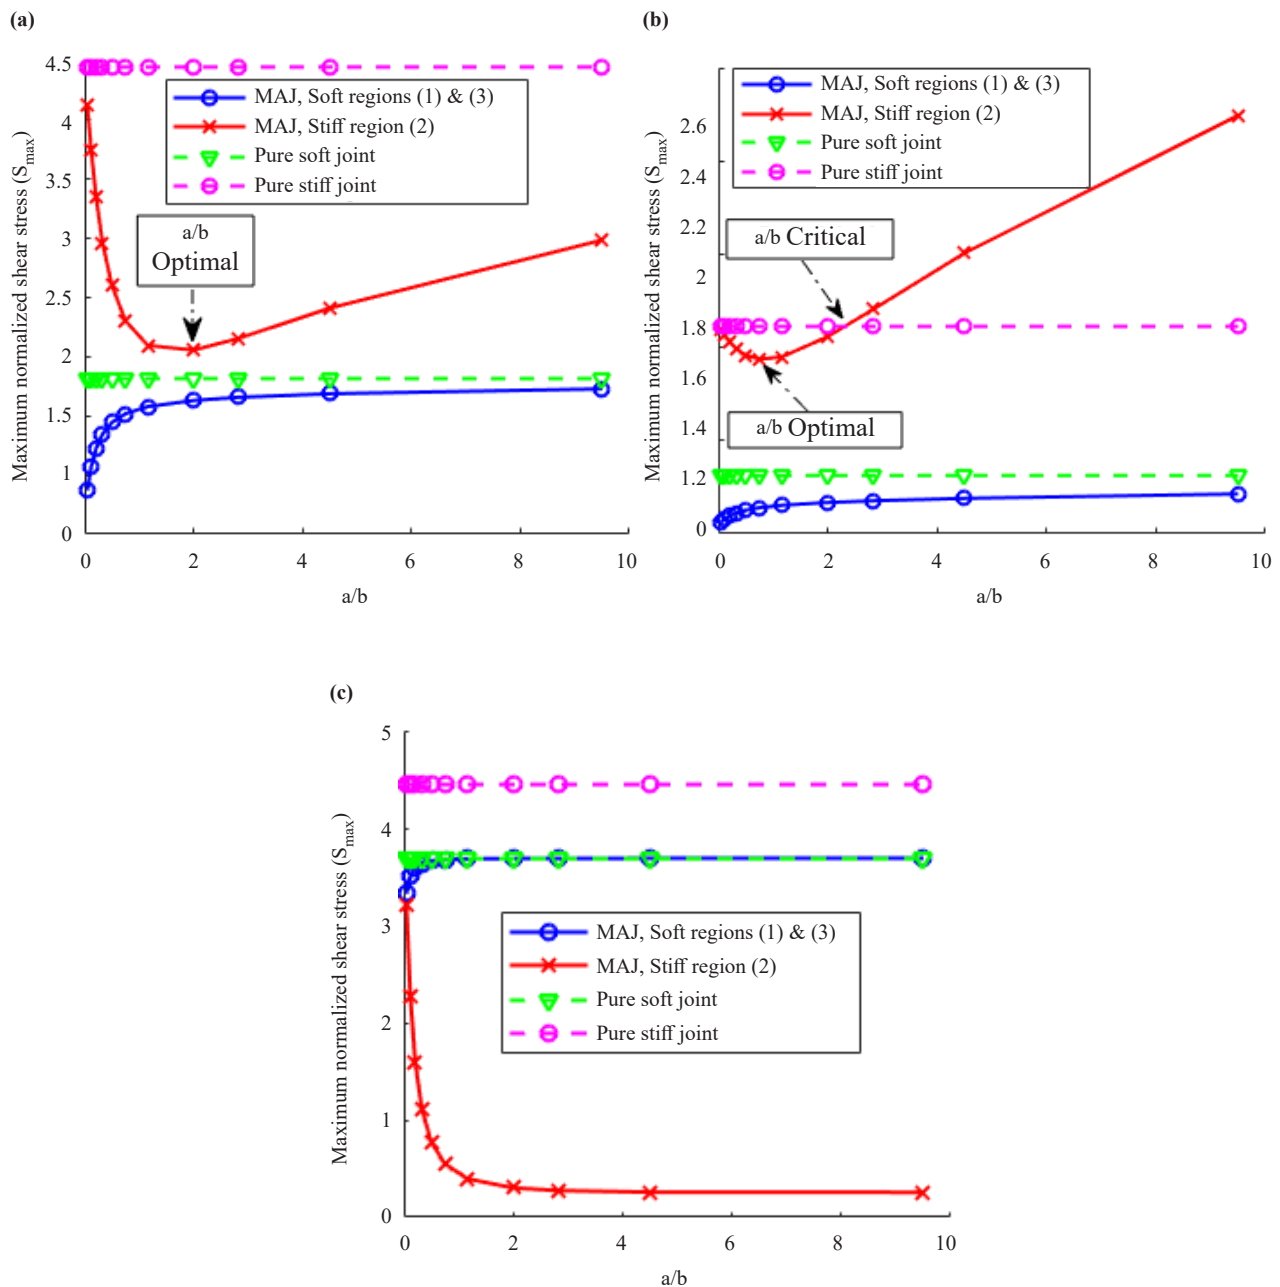 (a)
Maximum normalized shear stress (Smax)
4.5
4
3.5
3
2.5
2
1.5
1
0
MAJ, Soft regions (1) & (3)
MAJ, Stiff region (2)
Pure soft joint
Pure stiff joint
a/b
Optimal
0 2 4 6 8 10
a/b
(b)
Maximum normalized shear stress (Smax)
2.6
2.4
2.2
2
1.8
1.6
1.4
1.2
0
MAJ, Soft regions (1) & (3)
MAJ, Stiff region (2)
Pure soft joint
Pure stiff joint
a/b Critical
a/b Optimal
0 2 4 6 8 10
a/b
(c)
Maximum normalized shear stress (Smax)
5
4
3
2
1
0
MAJ, Soft regions (1) & (3)
MAJ, Stiff region (2)
Pure soft joint
Pure stiff joint
0 2 4 6 8 10
a/b